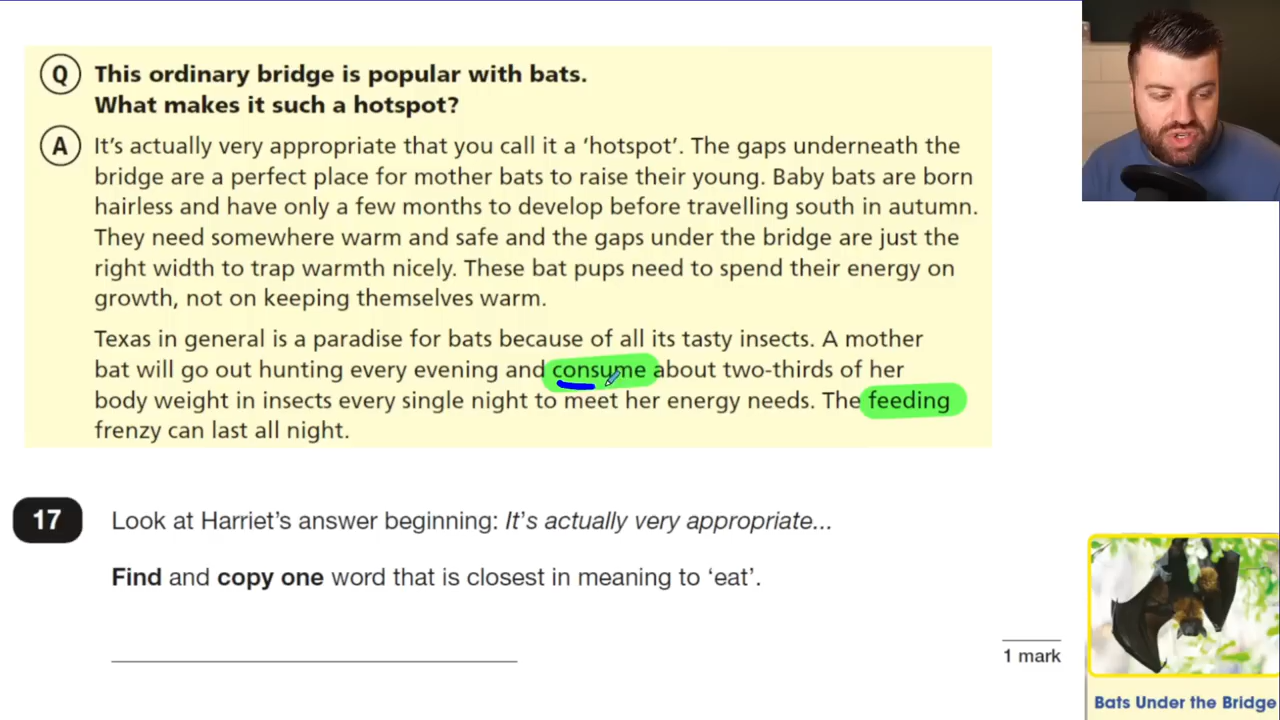 Q This ordinary bridge is popular with bats.
What makes it such a hotspot?
A It's actually very appropriate that you call it a ‘hotspot’. The gaps underneath the
bridge are a perfect place for mother bats to raise their young. Baby bats are born
hairless and have only a few months to develop before travelling south in autumn.
They need somewhere warm and safe and the gaps under the bridge are just the
right width to trap warmth nicely. These bat pups need to spend their energy on
growth, not on keeping themselves warm.
Texas in general is a paradise for bats because of all its tasty insects. A mother
bat will go out hunting every evening and consume about two-thirds of her
body weight in insects every single night to meet her energy needs. The feeding
frenzy can last all night.
17 Look at Harriet's answer beginning: It's actually very appropriate...
Find and copy one word that is closest in meaning to ‘eat’.
1 mark
Bats Under the Bridge